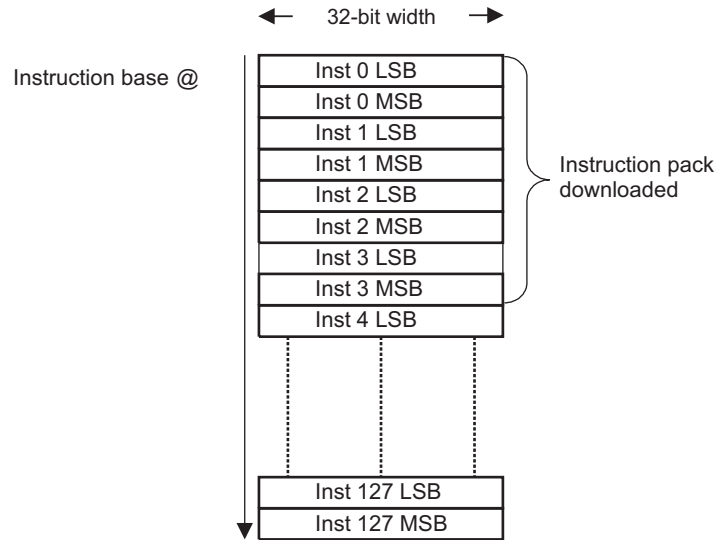 32-bit width
Instruction base @
Inst 0 LSB
Inst 0 MSB
Inst 1 LSB
Inst 1 MSB
Inst 2 LSB
Inst 2 MSB
Inst 3 LSB
Inst 3 MSB
Inst 4 LSB
Instruction pack
downloaded
Inst 127 LSB
Inst 127 MSB